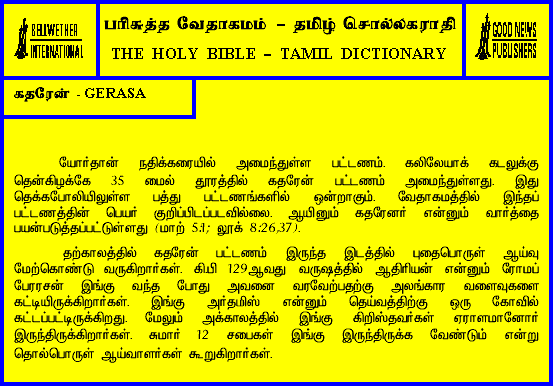 BELLWETHER
INTERNATIONAL
பரிசுத்த வேதாகமம் – தமிழ் சொல்லகராதி
THE HOLY BIBLE – TAMIL DICTIONARY
GOOD NEWS
PUBLISHERS
கதரேன் - GERASA
யோர்தான் நதிக்கரையில் அமைந்துள்ள பட்டணம். கலிலேயாக் கடலுக்கு
தென்கிழக்கே 35 மைல் தூரத்தில் கதரேன் பட்டணம் அமைந்துள்ளது. இது
தெக்கபோலியிலுள்ள பத்து பட்டணங்களில் ஒன்றாகும். வேதாகமத்தில் இந்தப்
பட்டணத்தின் பெயர் குறிப்பிடப்படவில்லை. ஆயினும் கதரேனர் என்னும் வார்த்தை
பயன்படுத்தப்பட்டுள்ளது (மாற் 5:1; லூக் 8:26,37).
தற்காலத்தில் கதரேன் பட்டணம் இருந்த இடத்தில் புதைபொருள் ஆய்வு
மேற்கொண்டு வருகிறார்கள். கி.பி 129ஆவது வருஷத்தில் ஆதிரியன் என்னும் ரோமப்
பேரரசன் இங்கு வந்த போது அவனை வரவேற்பதற்கு அலங்கார வளைவுகளை
கட்டியிருக்கிறார்கள். இங்கு அர்தமிஸ் என்னும் தெய்வத்திற்கு ஒரு கோவில்
கட்டப்பட்டிருக்கிறது. மேலும் அக்காலத்தில் இங்கு கிறிஸ்தவர்கள் ஏராளமானோர்
இருந்திருக்கிறார்கள். சுமார் 12 சபைகள் இங்கு இருந்திருக்க வேண்டும் என்று
தொல்பொருள் ஆய்வாளர்கள் கூறுகிறார்கள்.